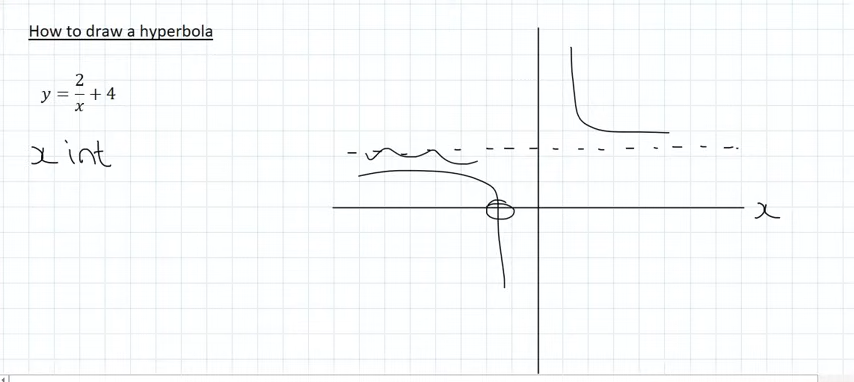 How to draw a hyperbola
y = 2/x + 4
x int
x